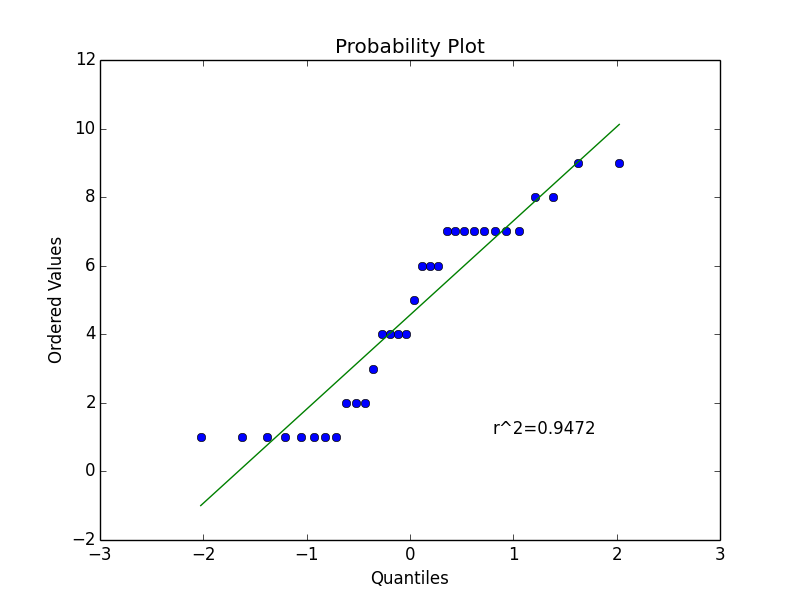 Probability Plot
12
10
8
6
4
2
0
−2
Ordered Values
r^2=0.9472
−3 −2 −1 0 1 2 3
Quantiles